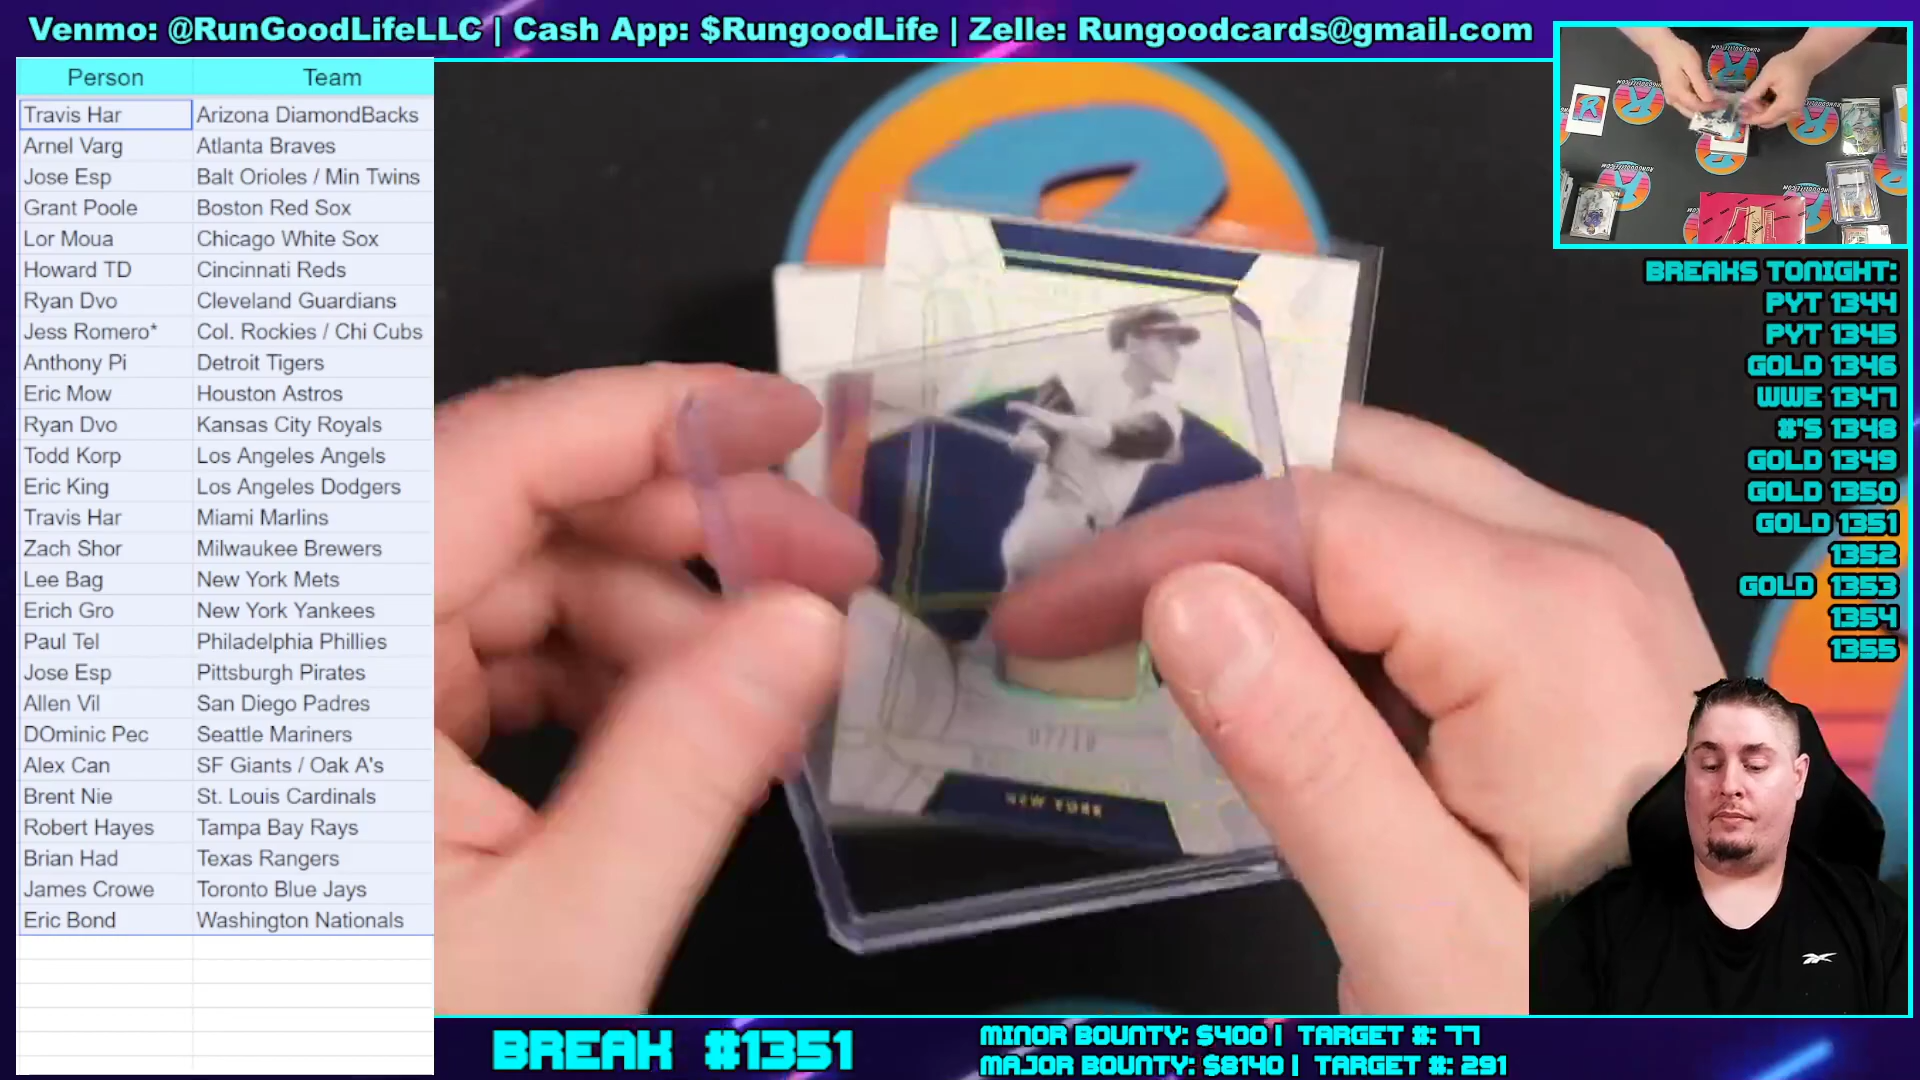 Venmo: @RunGoodLifeLLC | Cash App: $RungoodLife | Zelle: Rungoodcards@gmail.com
Person Team
Travis Har Arizona DiamondBacks
Arnel Varg Atlanta Braves
Jose Esp Balt Orioles / Min Twins
Grant Poole Boston Red Sox
Lor Moua Chicago White Sox
Howard TD Cincinnati Reds
Ryan Dvo Cleveland Guardians
Jess Romero* Col. Rockies / Chi Cubs
Anthony Pi Detroit Tigers
Eric Mow Houston Astros
Ryan Dvo Kansas City Royals
Todd Korp Los Angeles Angels
Eric King Los Angeles Dodgers
Travis Har Miami Marlins
Zach Shor Milwaukee Brewers
Lee Bag New York Mets
Erich Gro New York Yankees
Paul Tel Philadelphia Phillies
Jose Esp Pittsburgh Pirates
Allen Vil San Diego Padres
DOminic Pec Seattle Mariners
Alex Can SF Giants / Oak A's
Brent Nie St. Louis Cardinals
Robert Hayes Tampa Bay Rays
Brian Had Texas Rangers
James Crowe Toronto Blue Jays
Eric Bond Washington Nationals
NEW YORK
BREAKS TONIGHT:
PYT 1344
PYT 1345
GOLD 1346
WWE 1347
#'S 1348
GOLD 1349
GOLD 1350
GOLD 1351
1352
GOLD 1353
1354
1355
BREAK #1351
MINOR BOUNTY: $400 | TARGET #: 77
MAJOR BOUNTY: $8140 | TARGET #: 291